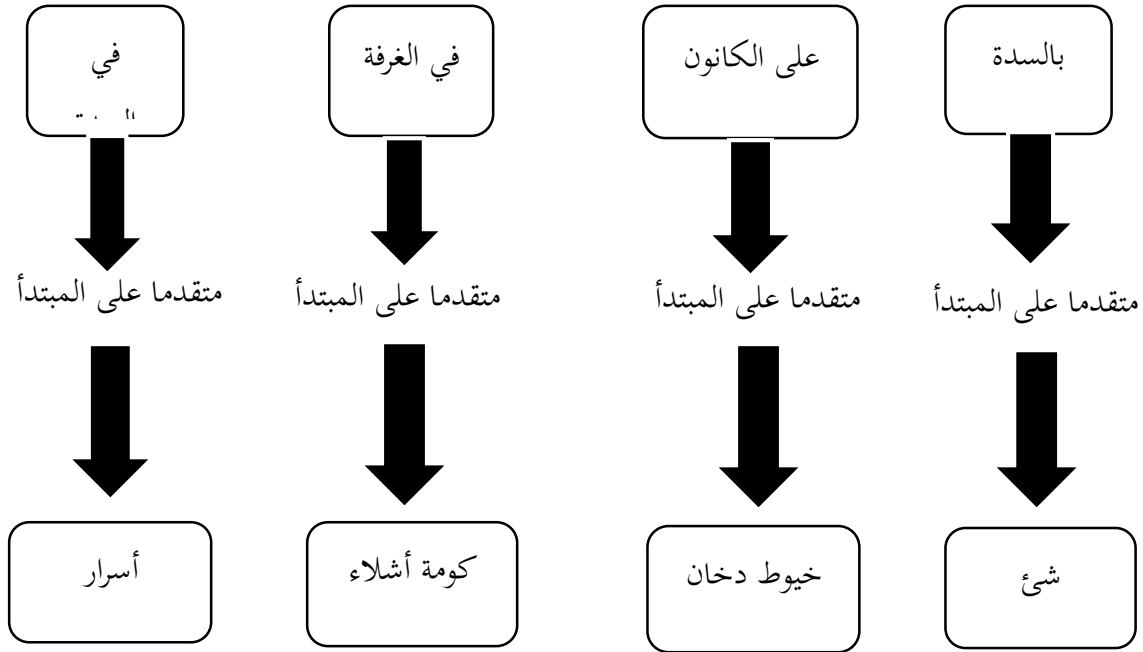 بالسدة
على الكانون
في الغرفة
في
متقدما على المبتدأ
متقدما على المبتدأ
متقدما على المبتدأ
متقدما على المبتدأ
شئ
خيوط دخان
كومة أشلاء
أسرار